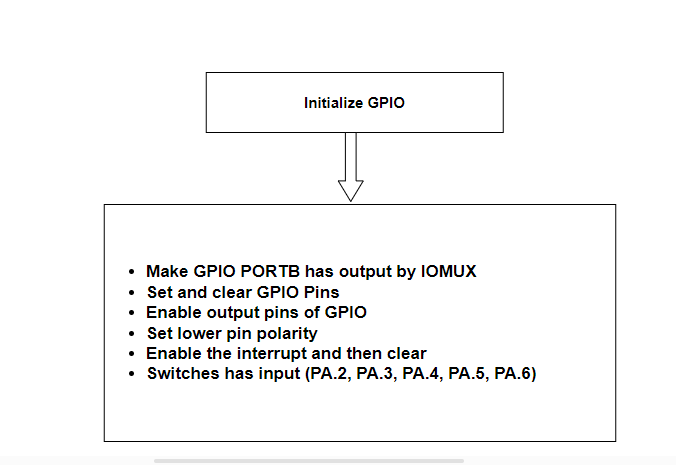 Initialize GPIO
• Make GPIO PORTB has output by IOMUX
• Set and clear GPIO Pins
• Enable output pins of GPIO
• Set lower pin polarity
• Enable the interrupt and then clear
• Switches has input (PA.2, PA.3, PA.4, PA.5, PA.6)